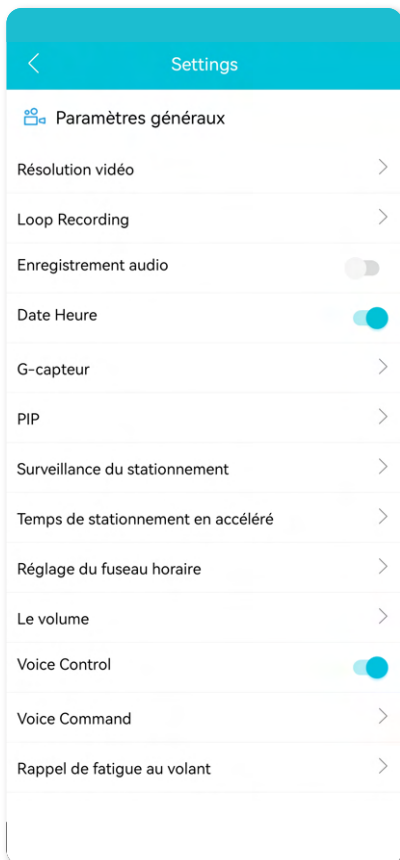 Settings
Paramètres généraux
Résolution vidéo
Loop Recording
Enregistrement audio
Date Heure
G-capteur
PIP
Surveillance du stationnement
Temps de stationnement en accéléré
Réglage du fuseau horaire
Le volume
Voice Control
Voice Command
Rappel de fatigue au volant